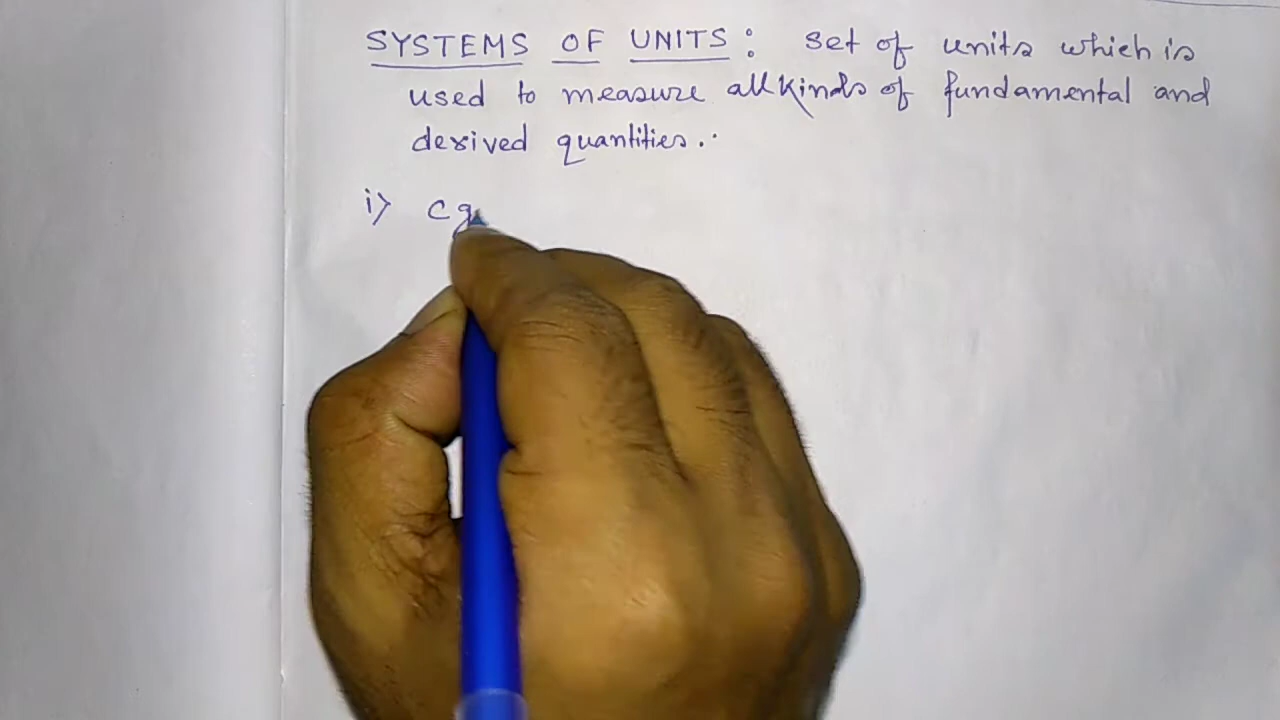 SYSTEMS OF UNITS : set of units which is
used to measure all kinds of fundamental and
derived quantities.
i) cg